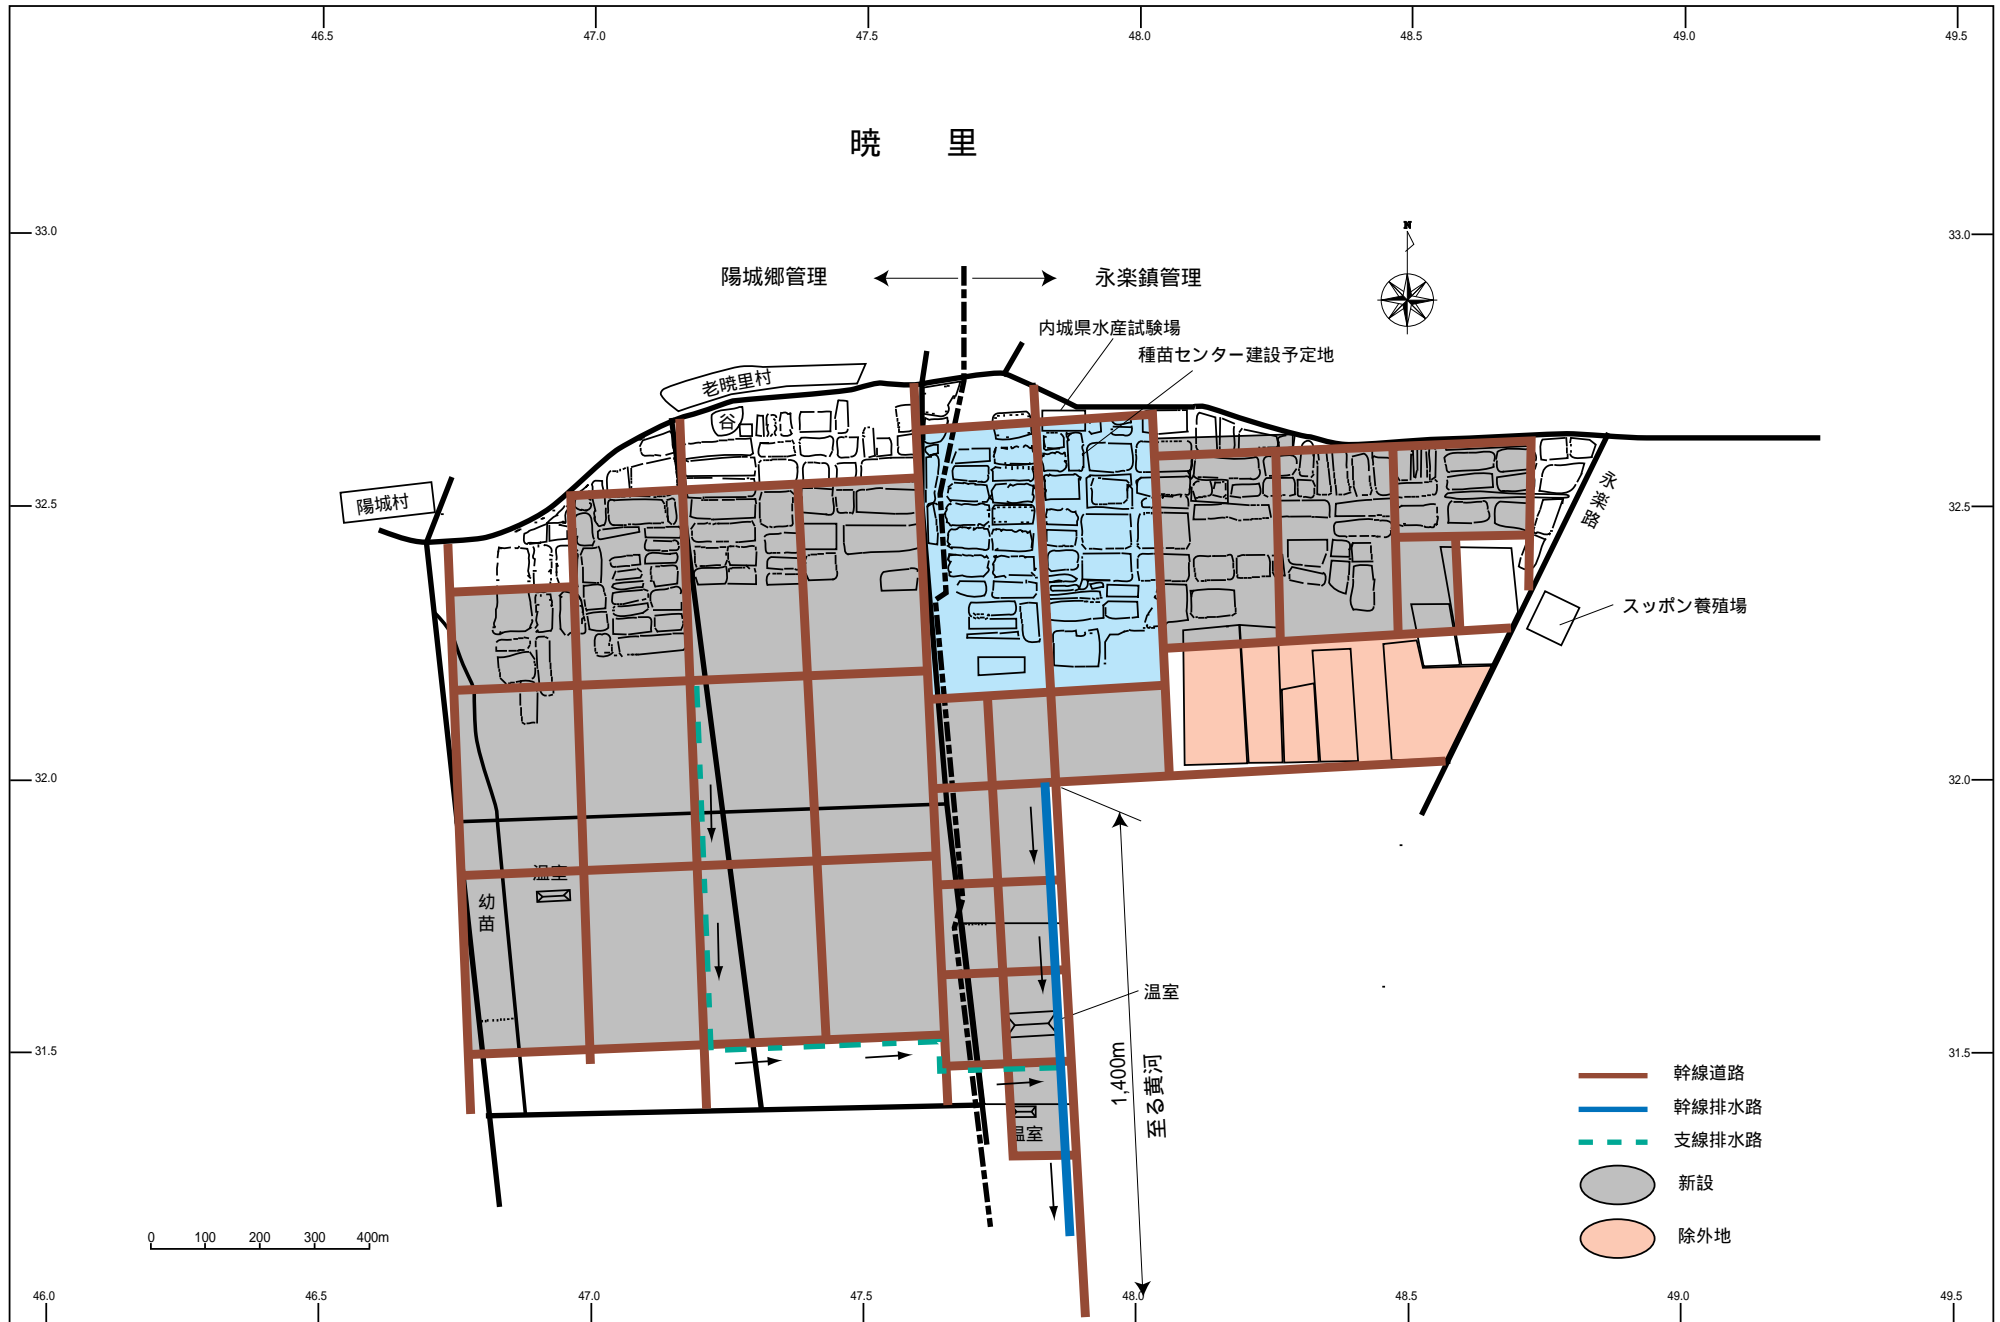 46.5 47.0 47.5 48.0 48.5 49.0 49.5
暁 里
33.0 33.0
N
陽城郷管理 永楽鎮管理
内城県水産試験場
種苗センター建設予定地
老暁里村
谷
陽城村
32.5 32.5
永楽路
スッポン養殖場
32.0 32.0
温室
幼苗
温室
1,400m
至る黄河
31.5 31.5
温室
幹線道路
幹線排水路
支線排水路
新設
除外地
0 100 200 300 400m
46.0 46.5 47.0 47.5 48.0 48.5 49.0 49.5